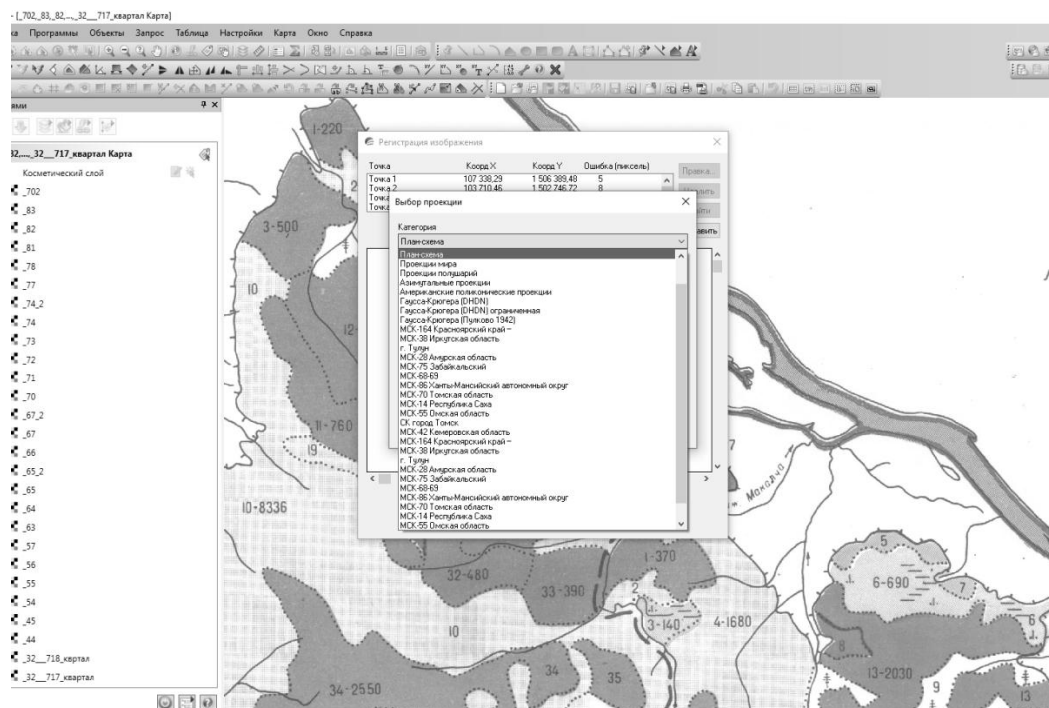 - [_702,_83,_82,...,_32___717_квартал Карта]
ка Программы Объекты Запрос Таблица Настройки Карта Окно Справка
ями
32,...,_32___717_квартал Карта
Косметический слой
_702
_83
_82
_81
_78
_77
_74_2
_74
_73
_72
_71
_70
_67_2
_67
_66
_65_2
_65
_64
_63
_57
_56
_55
_54
_45
_44
_32___718_квртал
_32___717_квартал
Регистрация изображения
Точка Коорд X Коорд Y Ошибка (пиксель)
Точка 1 107 338,29 1 506 389,48 5
Точка 2 103 710,46 1 502 746,72 8
Точка
Точка
Правка...
Выбор проекции
Категория
План-схема
План-схема
Проекции мира
Проекции полушарий
Азимутальные проекции
Американские поликонические проекции
Гаусса-Крюгера (DHDN)
Гаусса-Крюгера (DHDN) ограниченная
Гаусса-Крюгера (Пулково 1942)
МСК-164 Красноярский край --
МСК-38 Иркутская область
г. Тулун
МСК-28 Амурская область
МСК-75 Забайкальский
МСК-68-69
МСК-86 Ханты-Мансийский автономный округ
МСК-70 Томская область
МСК-14 Республика Саха
МСК-55 Омская область
СК город Томск
МСК-42 Кемеровская область
МСК-164 Красноярский край --
МСК-38 Иркутская область
г. Тулун
МСК-28 Амурская область
МСК-75 Забайкальский
МСК-68-69
МСК-86 Ханты-Мансийский автономный округ
МСК-70 Томская область
МСК-14 Республика Саха
МСК-55 Омская область
1-220
2
3-500
10
12-
11-760
19
10-8336
7
32-480
33-390
1-370
2
3-140
4-1680
10
34
35
34-2550
5
6-690
7
6
8
13-2030
9
13